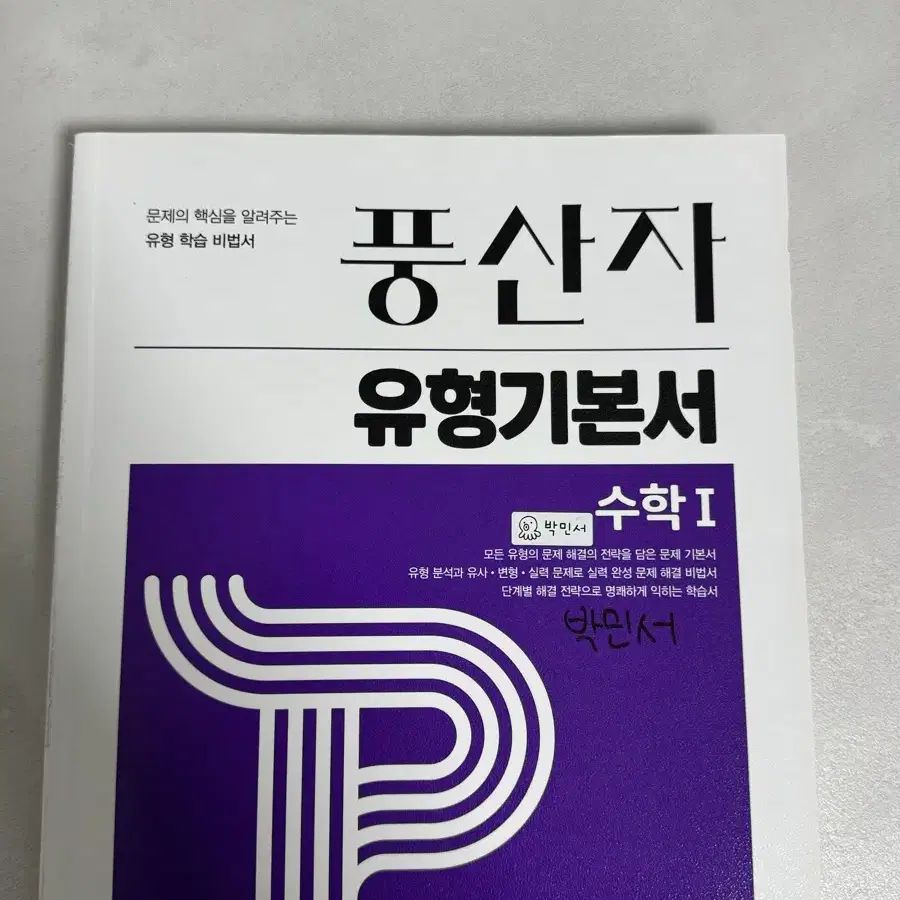 문제의 핵심을 알려주는
유형 학습 비법서
풍산자
유형기본서
수학 I
박민서
모든 유형의 문제 해결의 전략을 담은 문제 기본서
유형 분석과 유사·변형·실력 문제로 실력 완성 문제 해결 비법서
단계별 해결 전략으로 명쾌하게 익히는 학습서
박민서